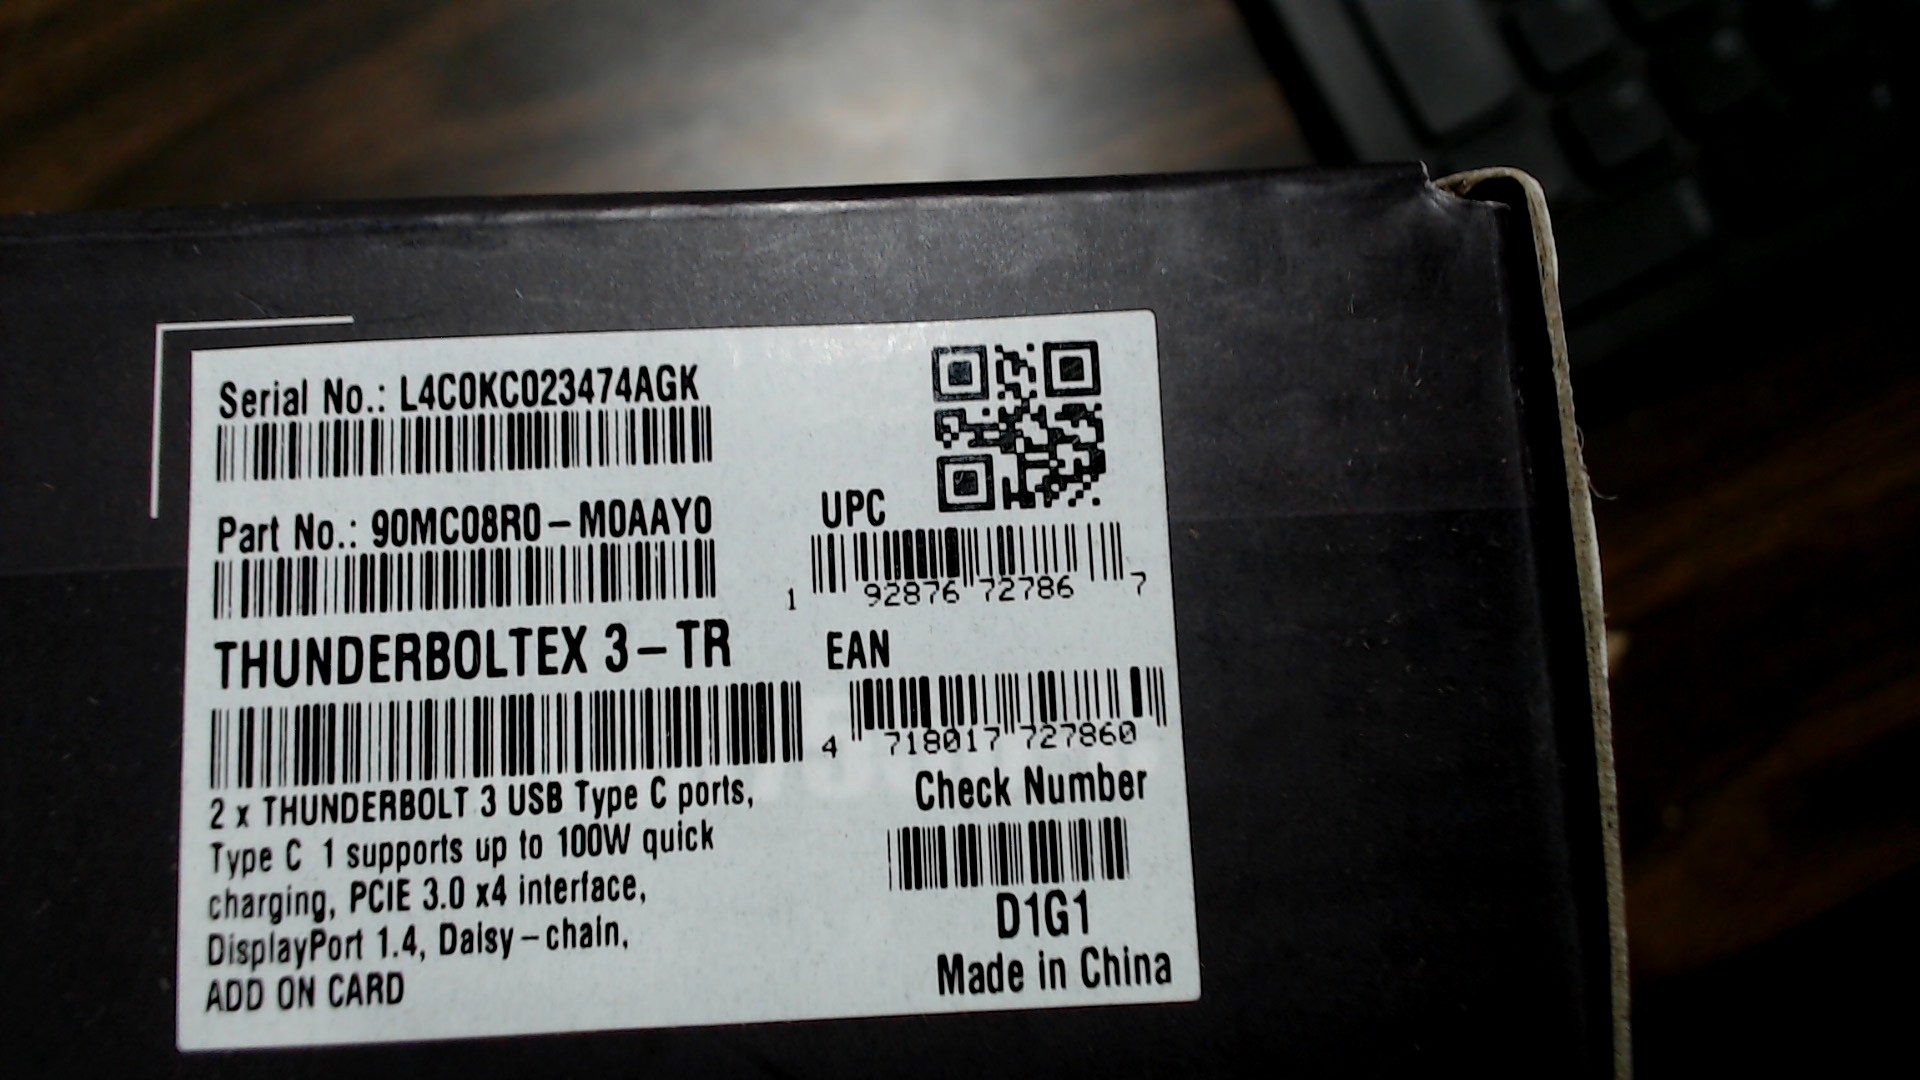 Serial No.: L4C0KC023474AGK
Part No.: 90MC08R0-M0AAY0
THUNDERBOLTEX 3-TR
2 x THUNDERBOLT 3 USB Type C ports,
Type C 1 supports up to 100W quick
charging, PCIE 3.0 x4 interface,
DisplayPort 1.4, Daisy-chain,
ADD ON CARD
UPC
1 92876 72786 7
EAN
4 718017 727860
Check Number
D1G1
Made in China